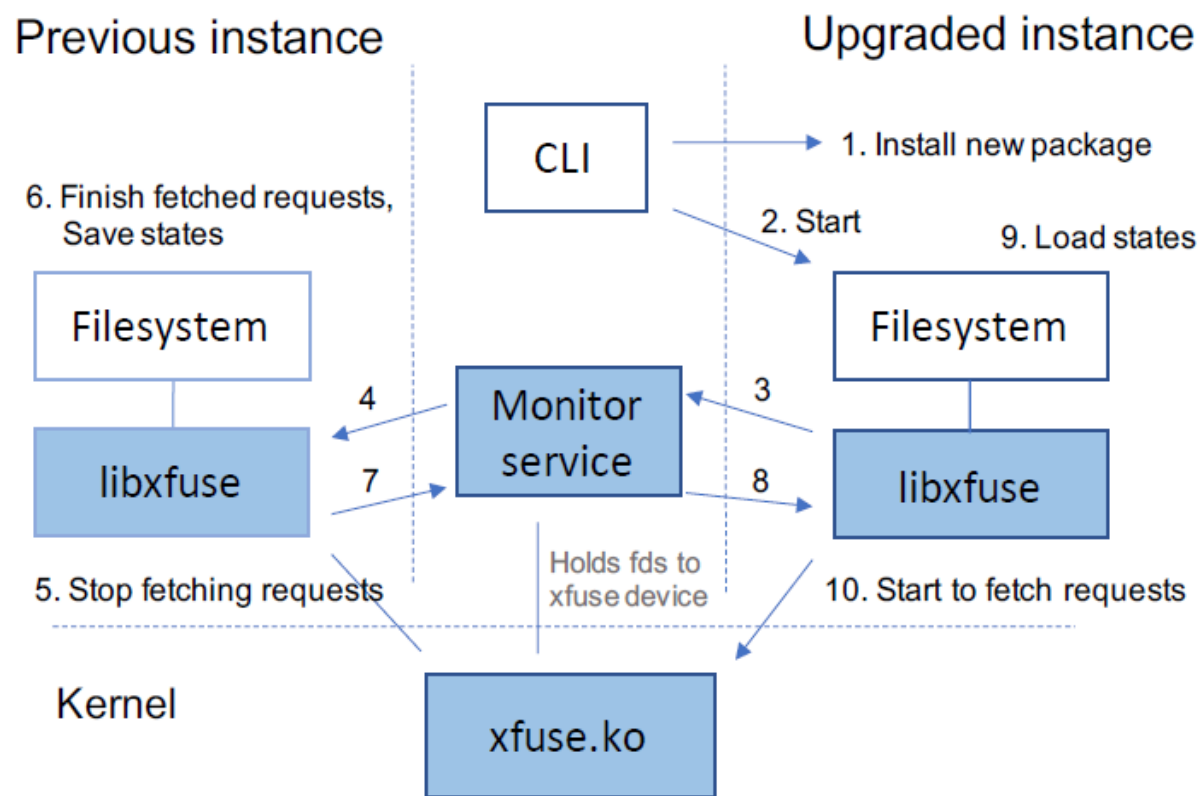 Previous instance
Upgraded instance
CLI
1. Install new package
6. Finish fetched requests,
Save states
2. Start
9. Load states
Filesystem
Filesystem
4
Monitor
service
3
libxfuse
7
8
libxfuse
5. Stop fetching requests
Holds fds to
xfuse device
10. Start to fetch requests
Kernel
xfuse.ko